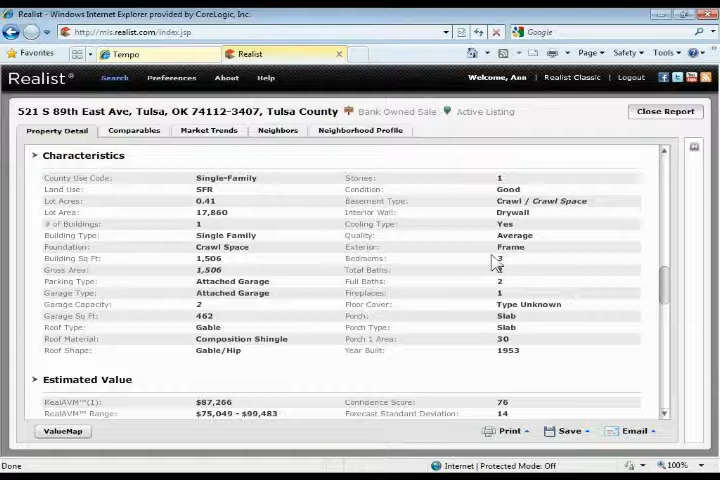 Realist - Windows Internet Explorer provided by CoreLogic, Inc.
http://mls.realist.com/index.jsp
Google
Favorites Tempo Realist Page Safety Tools
Realist® Search Preferences About Help Welcome, Ann Realist Classic Logout
521 S 89th East Ave, Tulsa, OK 74112-3407, Tulsa County Bank Owned Sale Active Listing Close Report
Property Detail Comparables Market Trends Neighbors Neighborhood Profile
Characteristics
County Use Code: Single-Family Stories: 1
Land Use: SFR Condition: Good
Lot Acres: 0.41 Basement Type: Crawl / Crawl Space
Lot Area: 17,860 Interior Wall: Drywall
# of Buildings: 1 Cooling Type: Yes
Building Type: Single Family Quality: Average
Foundation: Crawl Space Exterior: Frame
Building Sq Ft: 1,506 Bedrooms: 3
Gross Area: 1,506 Total Baths:
Parking Type: Attached Garage Full Baths: 2
Garage Type: Attached Garage Fireplaces: 1
Garage Capacity: 2 Floor Cover: Type Unknown
Garage Sq Ft: 462 Porch: Slab
Roof Type: Gable Porch Type: Slab
Roof Material: Composition Shingle Porch 1 Area: 30
Roof Shape: Gable/Hip Year Built: 1953
Estimated Value
RealAVM™(1): $87,266 Confidence Score: 76
RealAVM™ Range: $75,049 - $99,483 Forecast Standard Deviation: 14
ValueMap Print Save Email
Done Internet | Protected Mode: Off 100%